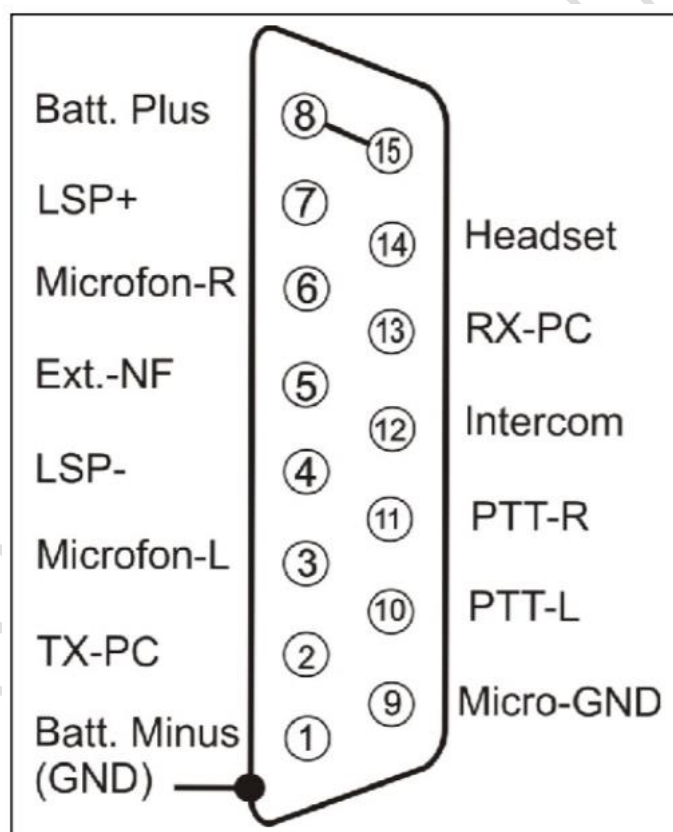 Batt. Plus
8
15
LSP+
7
14
Headset
Microfon-R
6
13
RX-PC
Ext.-NF
5
12
Intercom
LSP-
4
11
PTT-R
Microfon-L
3
10
PTT-L
TX-PC
2
9
Micro-GND
Batt. Minus
(GND)
1